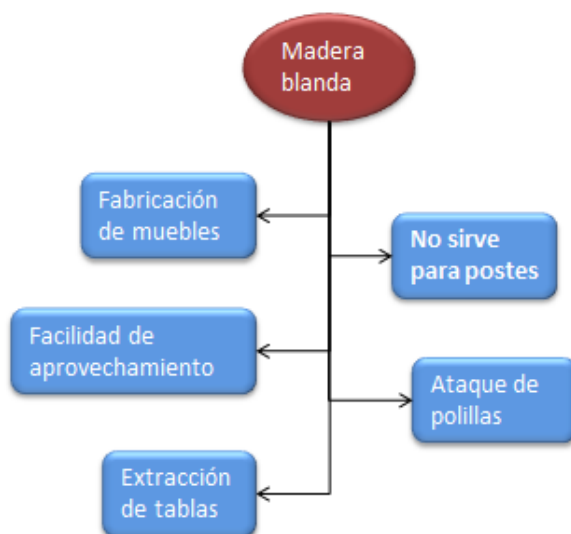 Madera
blanda
Fabricación
de muebles
No sirve
para postes
Facilidad de
aprovechamiento
Ataque de
polillas
Extracción
de tablas